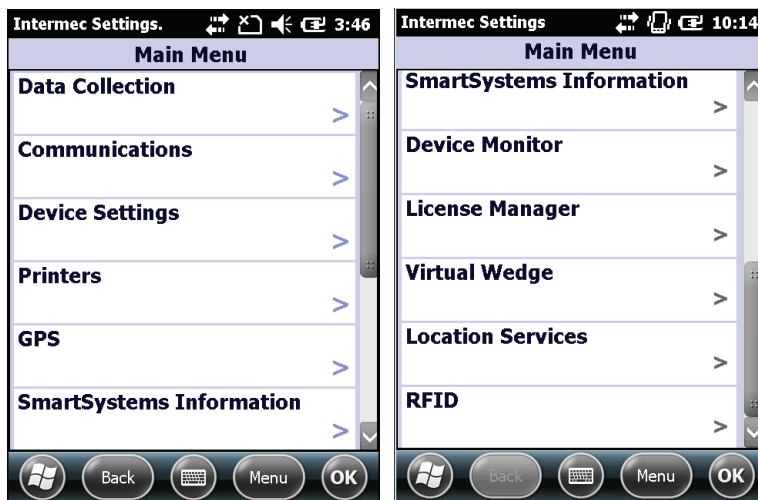 Intermec Settings. 3:46
Main Menu
Data Collection
>
Communications
>
Device Settings
>
Printers
>
GPS
>
SmartSystems Information
>
Back Menu OK
Intermec Settings 10:14
Main Menu
SmartSystems Information
>
Device Monitor
>
License Manager
>
Virtual Wedge
>
Location Services
>
RFID
>
Back Menu OK